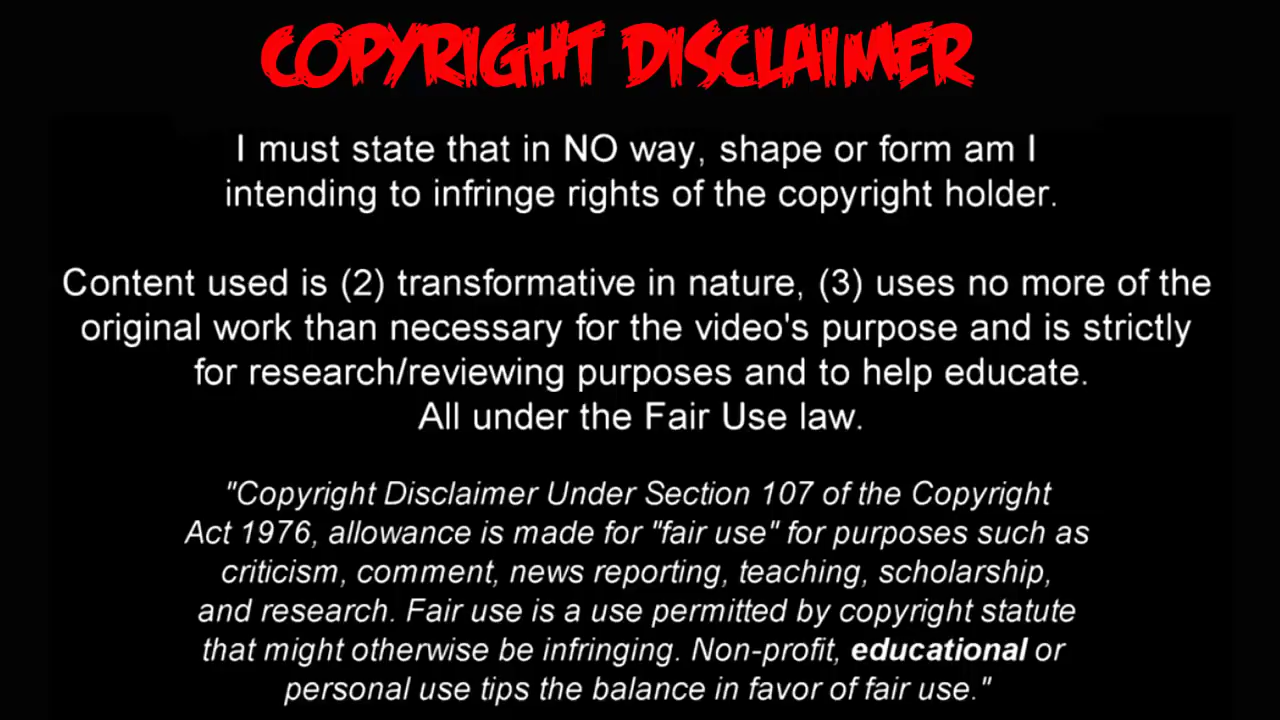 COPYRIGHT DISCLAIMER
I must state that in NO way, shape or form am I
intending to infringe rights of the copyright holder.
Content used is (2) transformative in nature, (3) uses no more of the
original work than necessary for the video's purpose and is strictly
for research/reviewing purposes and to help educate.
All under the Fair Use law.
"Copyright Disclaimer Under Section 107 of the Copyright
Act 1976, allowance is made for "fair use" for purposes such as
criticism, comment, news reporting, teaching, scholarship,
and research. Fair use is a use permitted by copyright statute
that might otherwise be infringing. Non-profit, educational or
personal use tips the balance in favor of fair use."